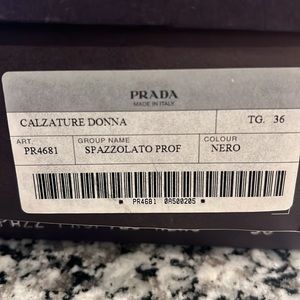 PRADA
MADE IN ITALY
CALZATURE DONNA TG. 36
ART. GROUP NAME COLOUR
PR4681 SPAZZOLATO PROF NERO
PR4681 0A500205